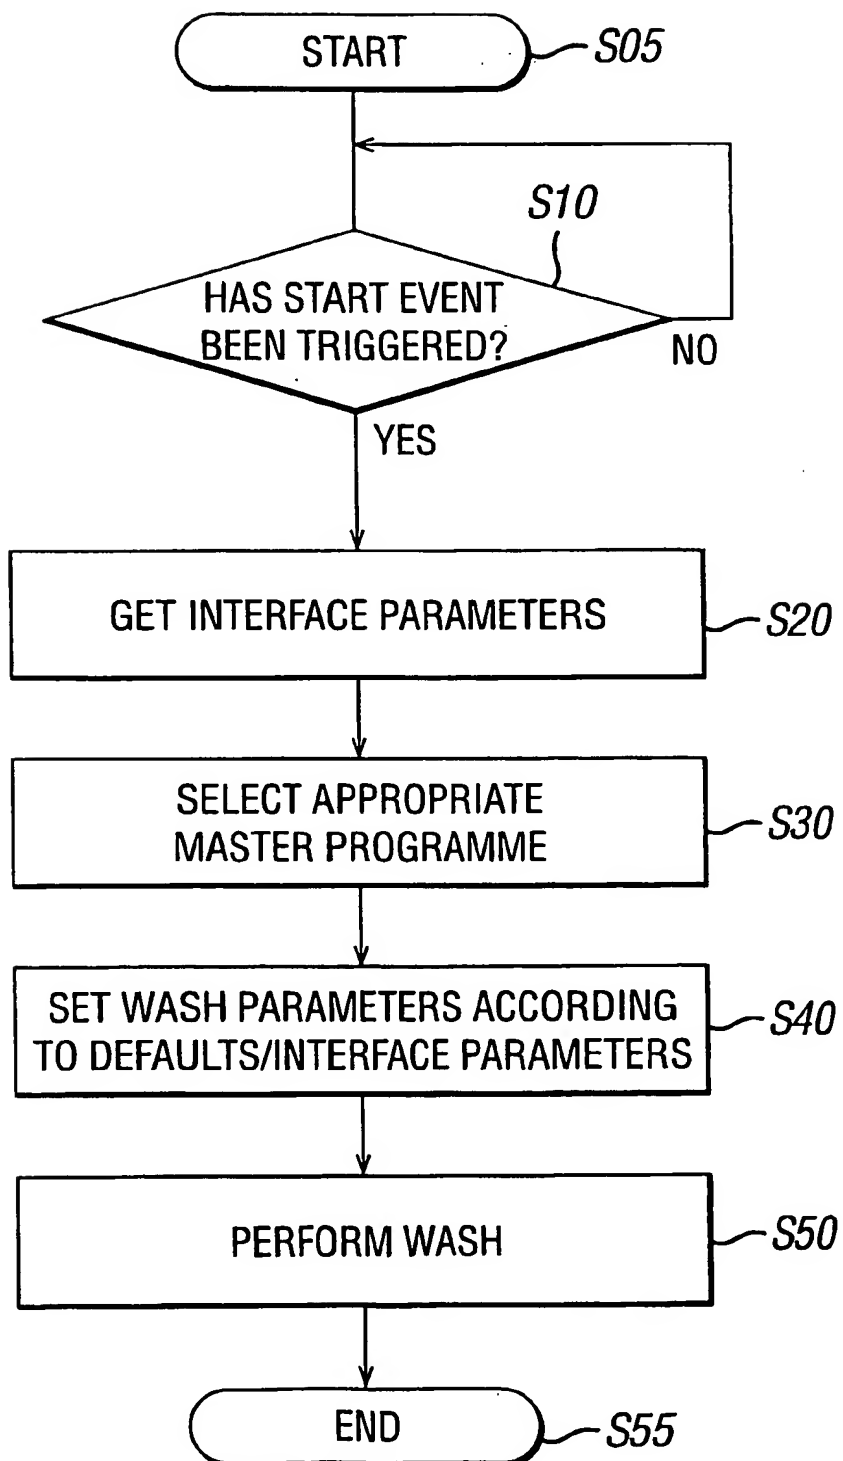 START
S05
S10
HAS START EVENT
BEEN TRIGGERED?
NO
YES
GET INTERFACE PARAMETERS
S20
SELECT APPROPRIATE
MASTER PROGRAMME
S30
SET WASH PARAMETERS ACCORDING
TO DEFAULTS/INTERFACE PARAMETERS
S40
PERFORM WASH
S50
END
S55